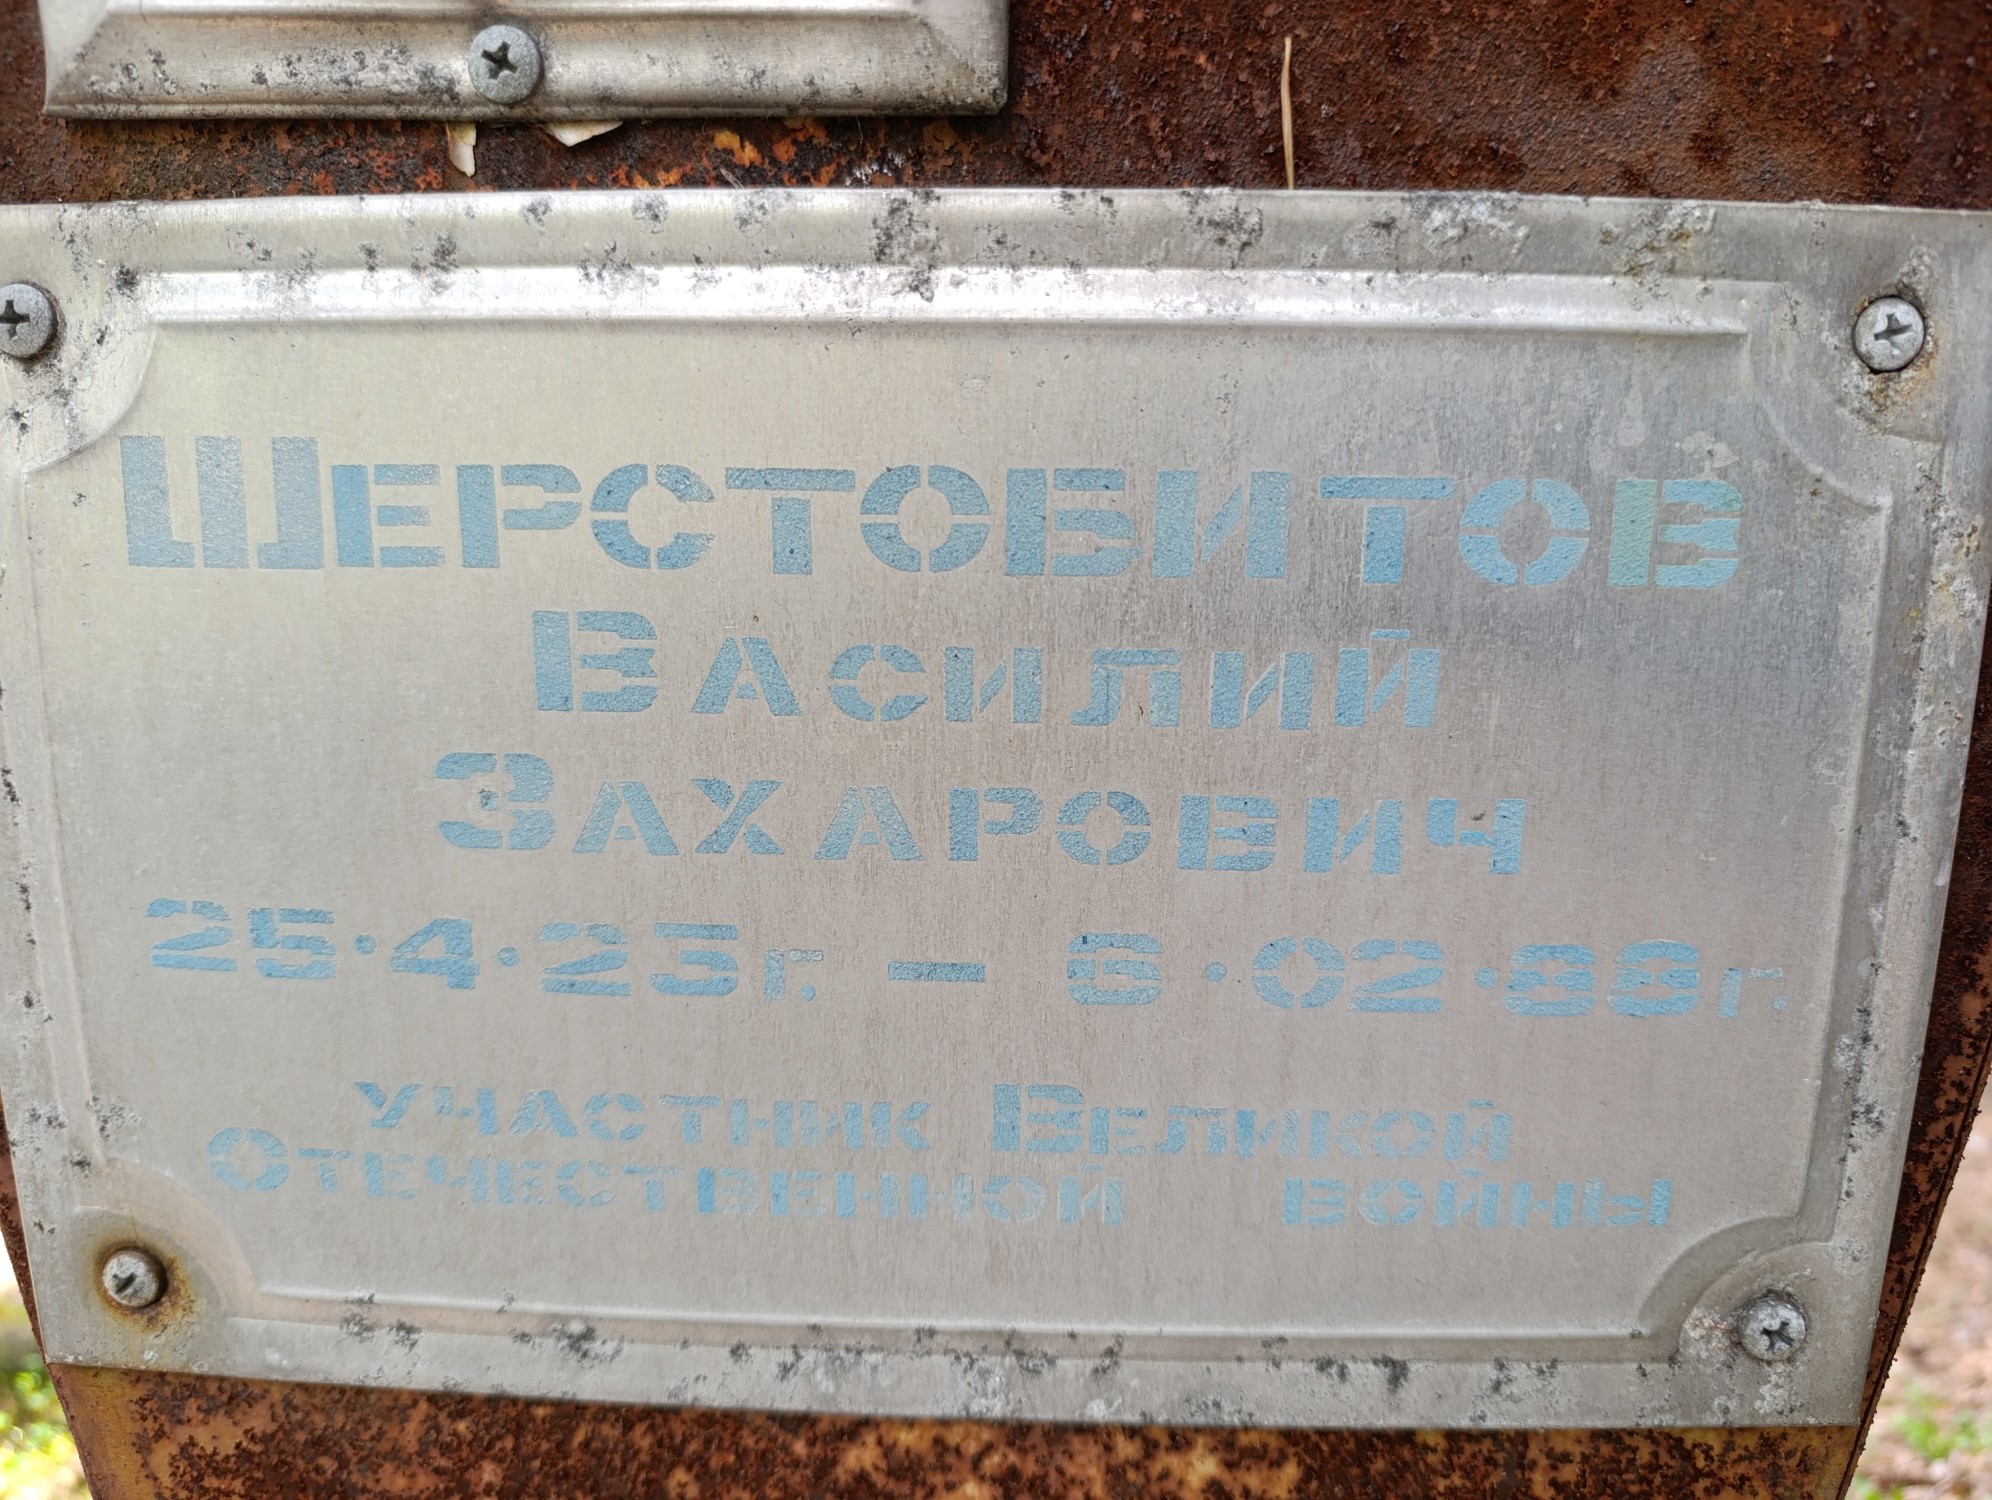 Шерстобитов
Василий
Захарович
25.4.23г. — 6.02.88г.
участник Великой
Отечественной войны